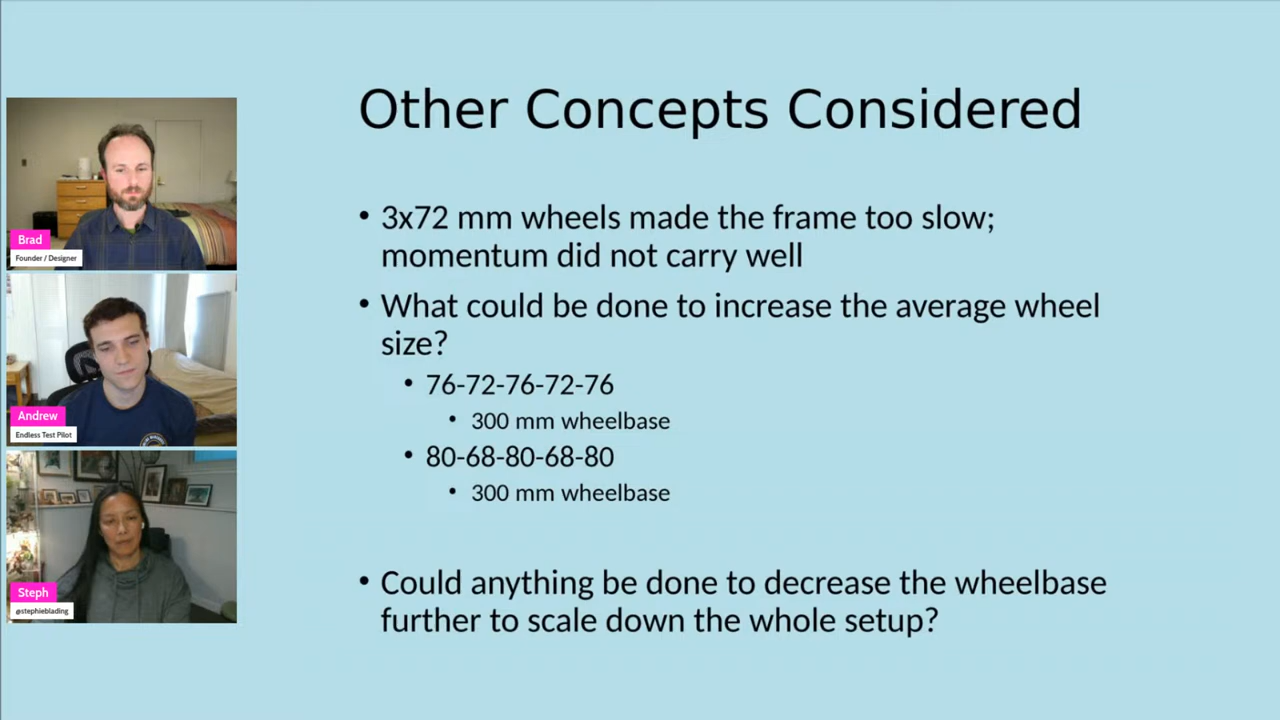 Other Concepts Considered
• 3x72 mm wheels made the frame too slow;
momentum did not carry well
• What could be done to increase the average wheel
size?
• 76-72-76-72-76
• 300 mm wheelbase
• 80-68-80-68-80
• 300 mm wheelbase
• Could anything be done to decrease the wheelbase
further to scale down the whole setup?
Brad
Founder / Designer
Andrew
Endless Test Pilot
Steph
@stephieblading